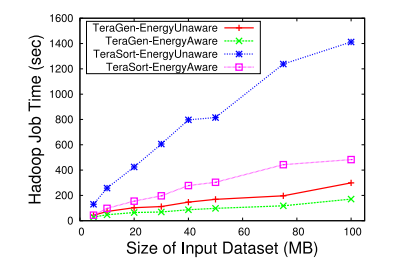 1600
1400
1200
1000
800
600
400
200
0
Hadoop Job Time (sec)
TeraGen-EnergyUnaware
TeraGen-EnergyAware
TeraSort-EnergyUnaware
TeraSort-EnergyAware
0 20 40 60 80 100
Size of Input Dataset (MB)